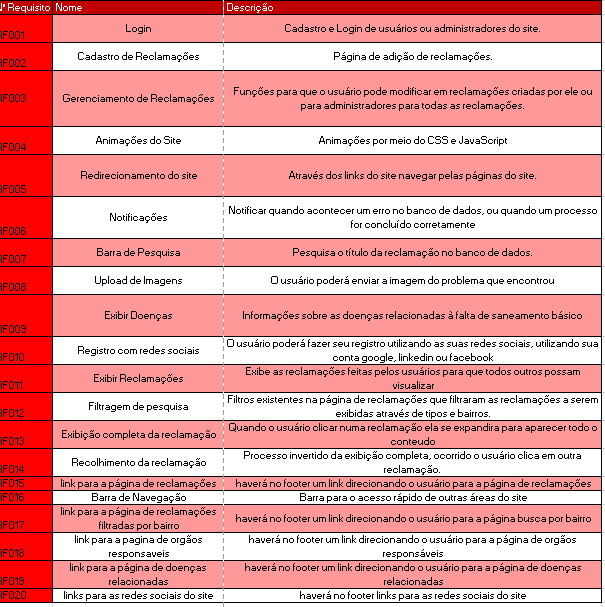 Nº Requisito Nome Descrição
RF001 Login Cadastro e Login de usuários ou administradores do site.
RF002 Cadastro de Reclamações Página de adição de reclamações.
RF003 Gerenciamento de Reclamações Funções para que o usuário pode modificar em reclamações criadas por ele ou
para administradores para todas as reclamações.
RF004 Animações do Site Animações por meio do CSS e JavaScript
RF005 Redirecionamento do site Através dos links do site navegar pelas páginas do site.
RF006 Notificações Notificar quando acontecer um erro no banco de dados, ou quando um processo
for concluído corretamente
RF007 Barra de Pesquisa Pesquisa o título da reclamação no banco de dados.
RF008 Upload de Imagens O usuário poderá enviar a imagem do problema que encontrou
RF009 Exibir Doenças Informações sobre as doenças relacionadas à falta de saneamento básico
RF010 Registro com redes sociais O usuário poderá fazer seu registro utilizando as suas redes sociais, utilizando sua
conta google, linkedin ou facebook
RF011 Exibir Reclamações Exibe as reclamações feitas pelos usuários para que todos outros possam
visualizar
RF012 Filtragem de pesquisa Filtros existentes na página de reclamações que filtraram as reclamações a serem
exibidas através de tipos e bairros.
RF013 Exibição completa da reclamação Quando o usuário clicar numa reclamação ela se expandira para aparecer todo o
conteudo
RF014 Recolhimento da reclamação Processo invertido da exibição completa, ocorrido o usuário clica em outra
reclamação.
RF015 link para a página de reclamações haverá no footer um link direcionando o usuário para a página de reclamações
RF016 Barra de Navegação Barra para o acesso rápido de outras áreas do site
RF017 link para a página de reclamações
filtradas por bairro haverá no footer um link direcionando o usuário para a página busca por bairro
RF018 link para a pagina de orgãos
responsaveis haverá no footer um link direcionando o usuário para a pagina de orgãos
responsáveis
RF019 link para a página de doenças
relacionadas haverá no footer um link direcionando o usuário para a página de doenças
relacionadas
RF020 links para as redes sociais do site haverá no footer links para as redes sociais do site